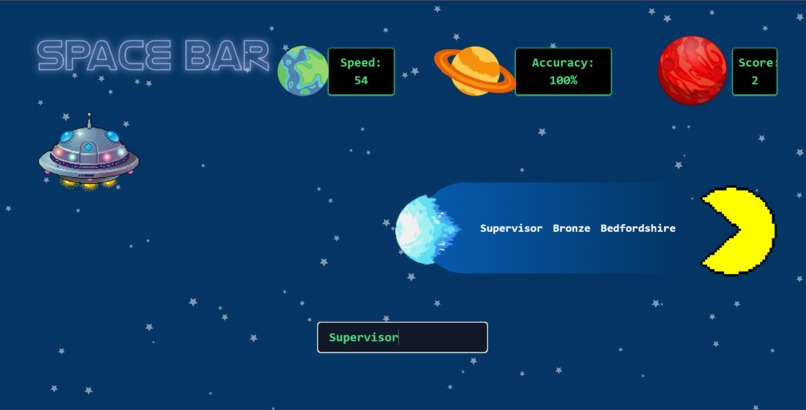 SPACE BAR
Speed:
54
Accuracy:
100%
Score:
2
Supervisor Bronze Bedfordshire
Supervisor